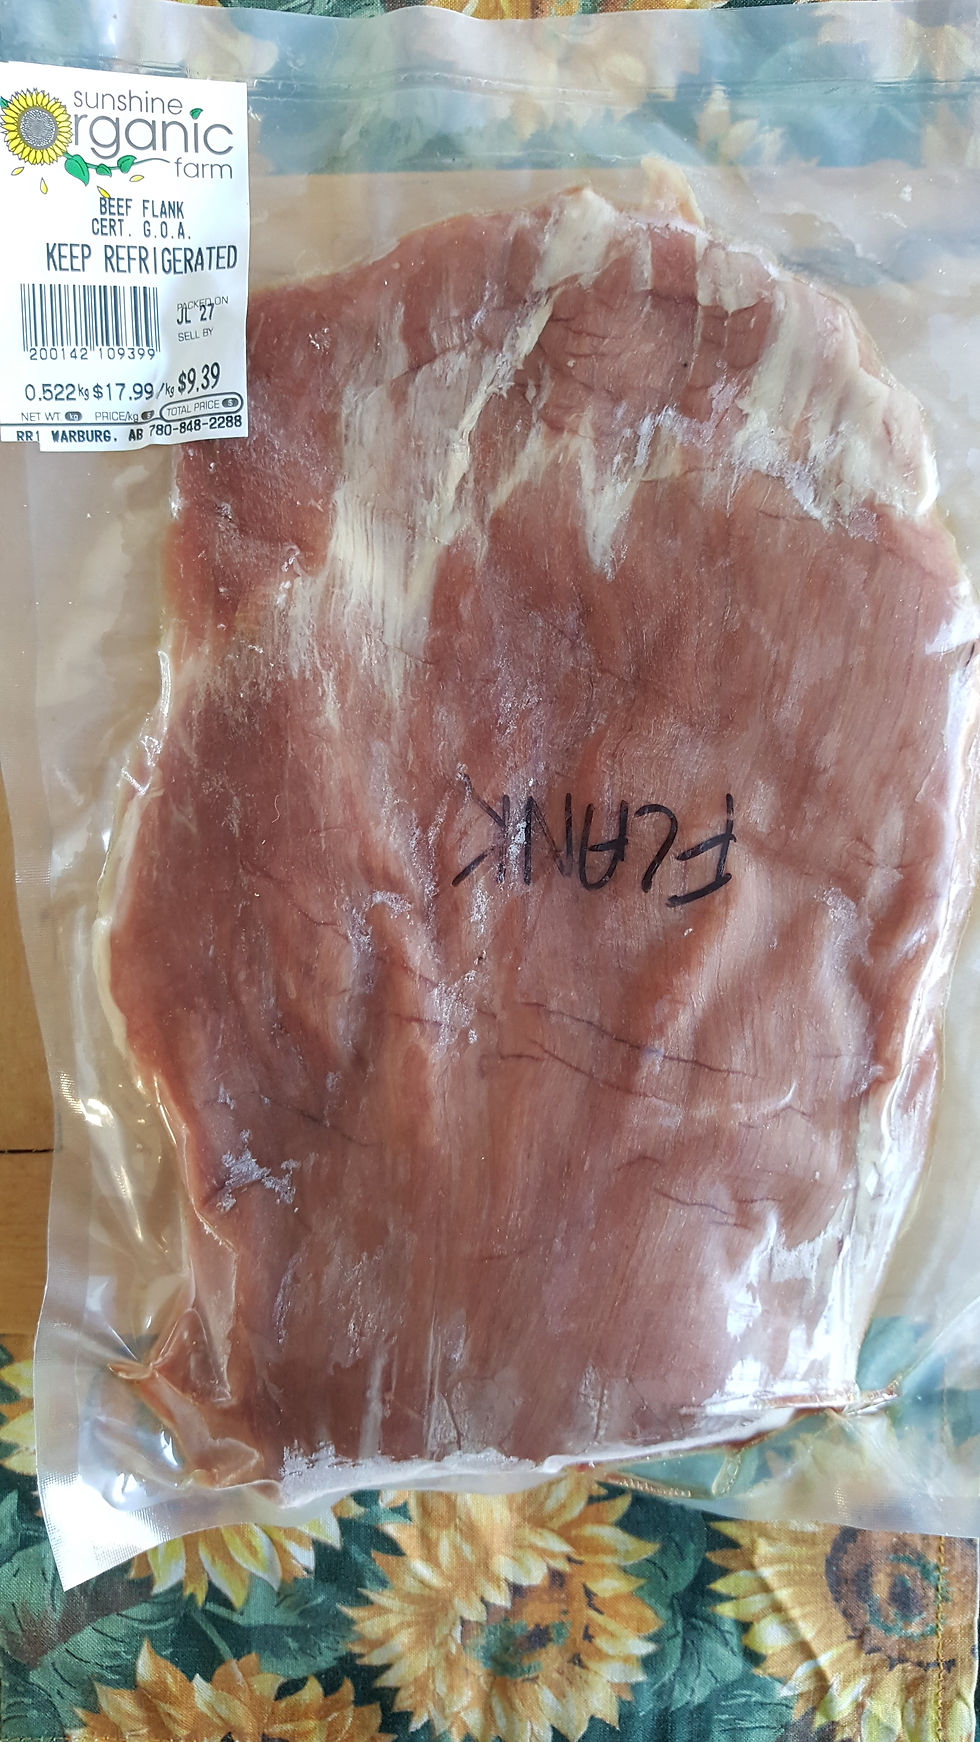 sunshine
Organic
farm
BEEF FLANK
CERT. G.O.A.
KEEP REFRIGERATED
PACKED ON
JL 27
SELL BY
200142 109399
0.522kg $17.99/kg $9.39
NET WT kg PRICE/kg $ TOTAL PRICE $
RR1 WARBURG, AB 780-848-2288
FLANK